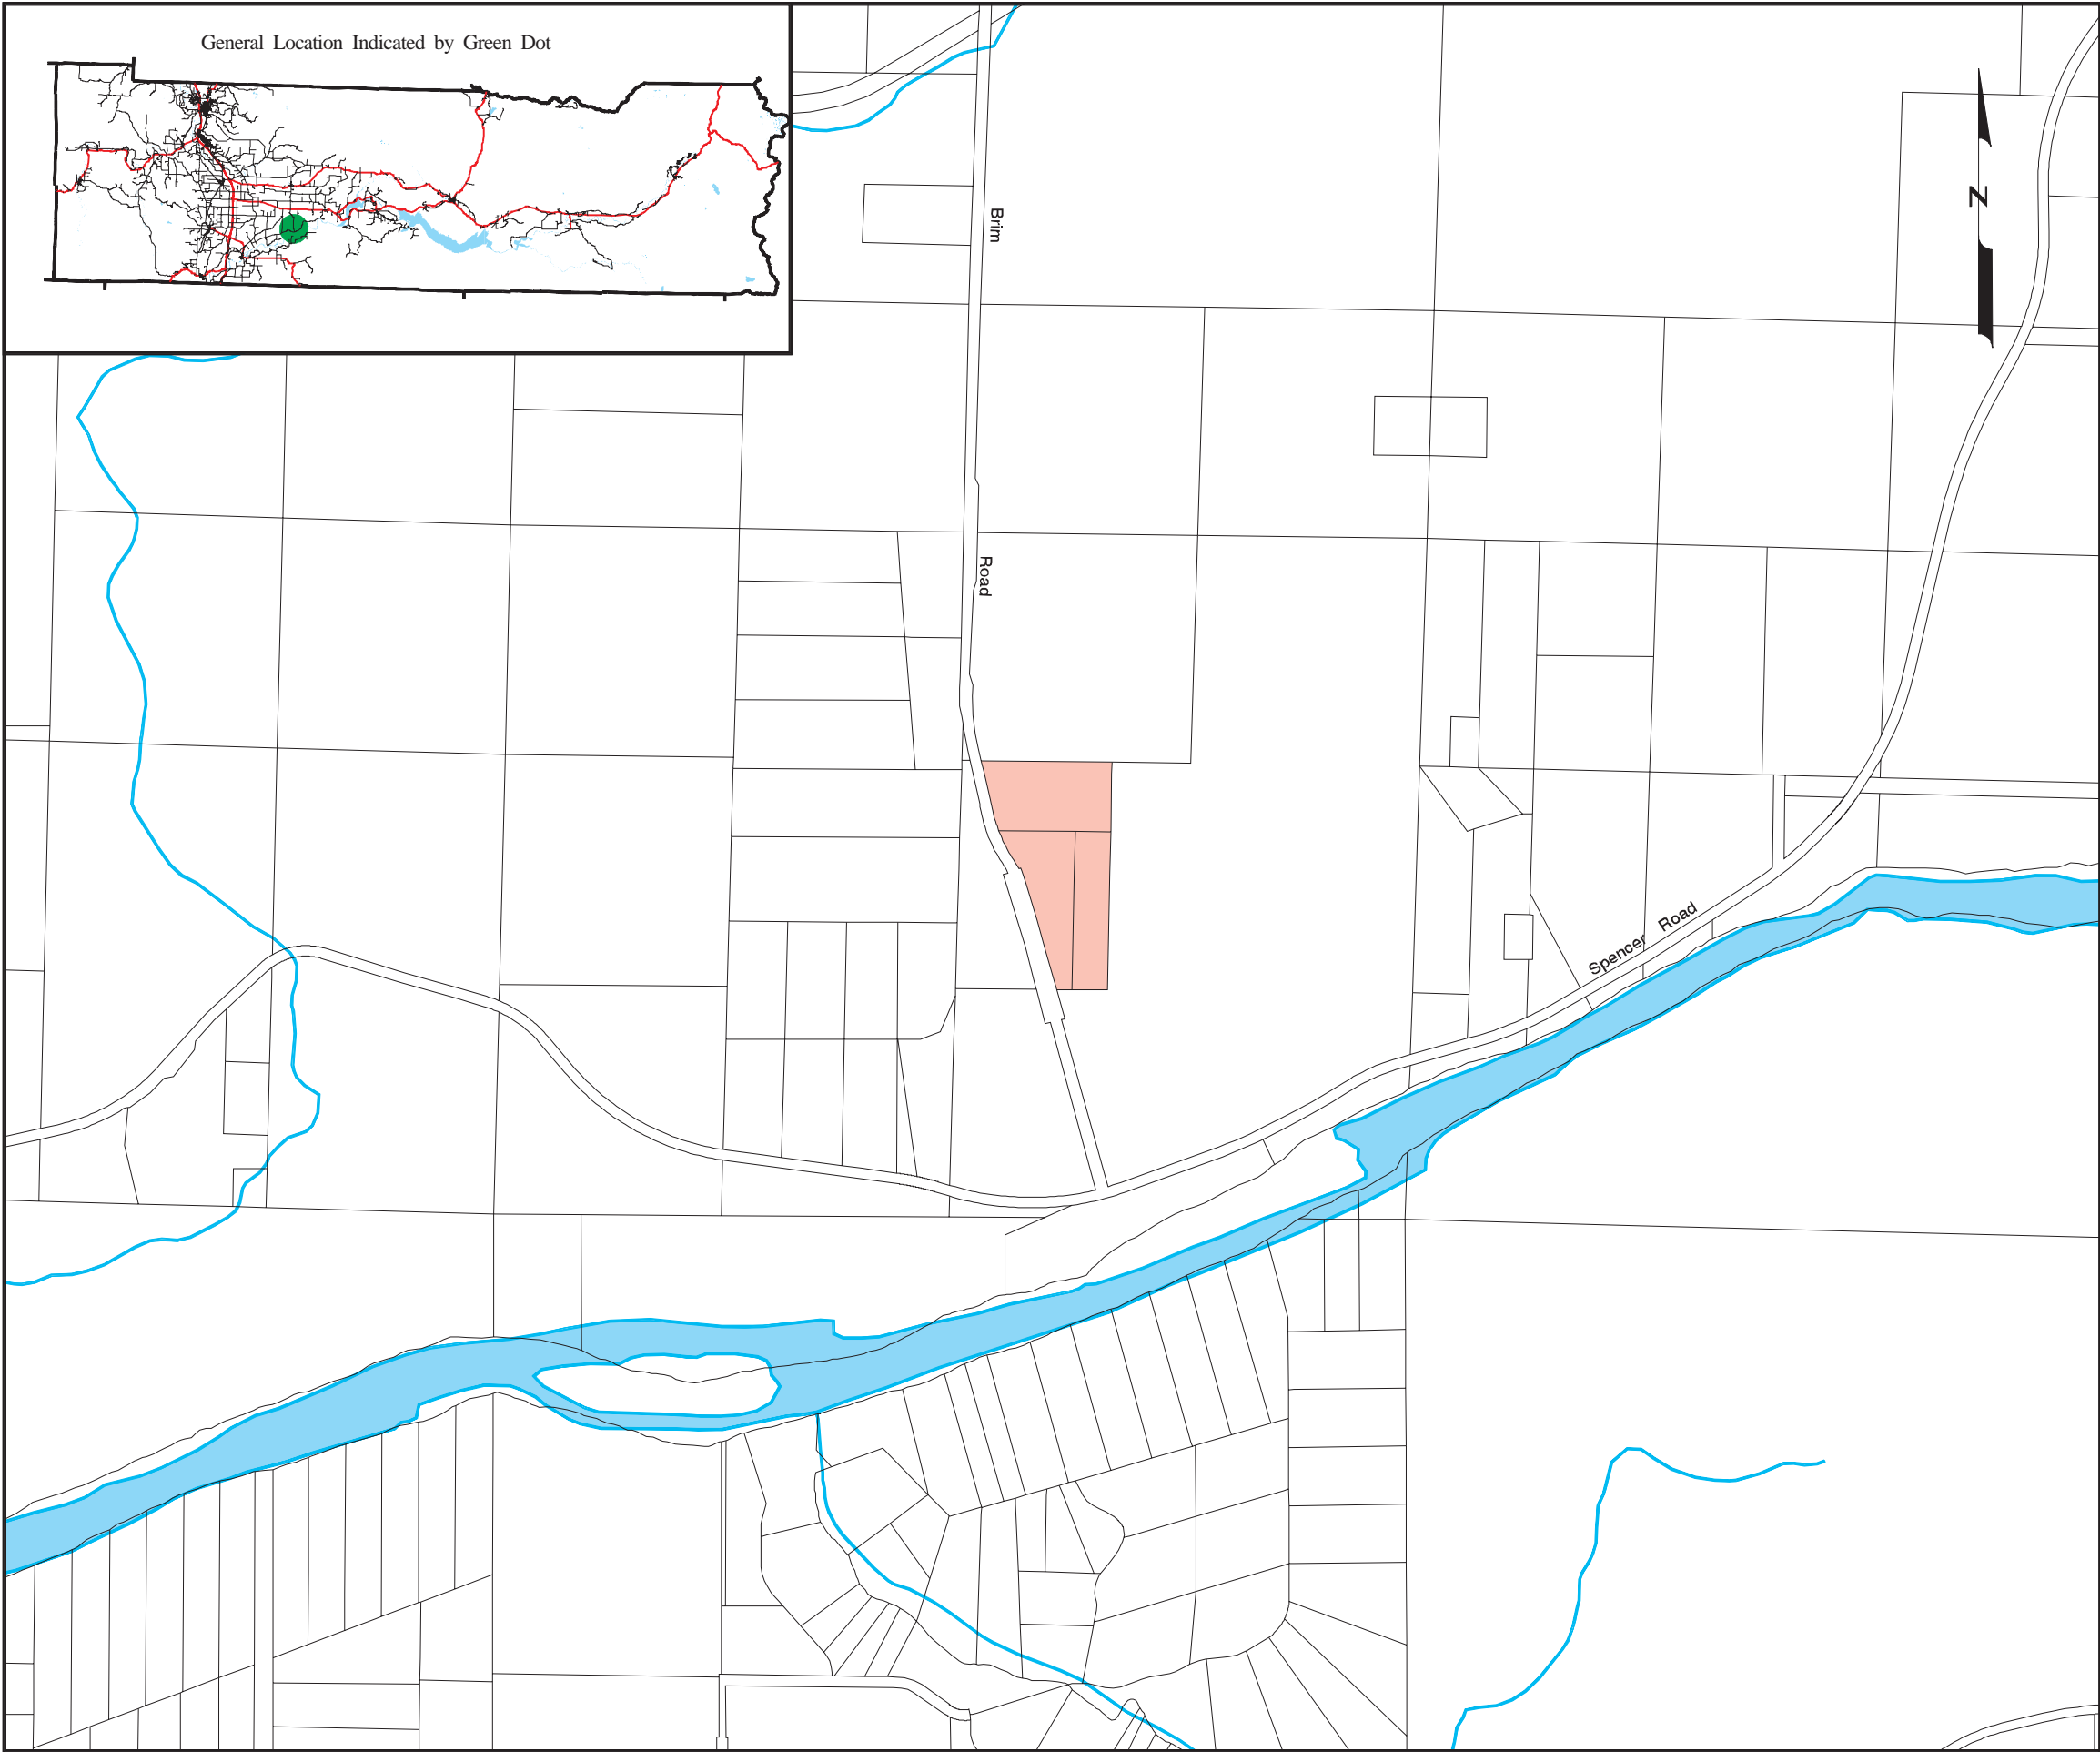 General Location Indicated by Green Dot
N
Brim
Road
Spencer Road